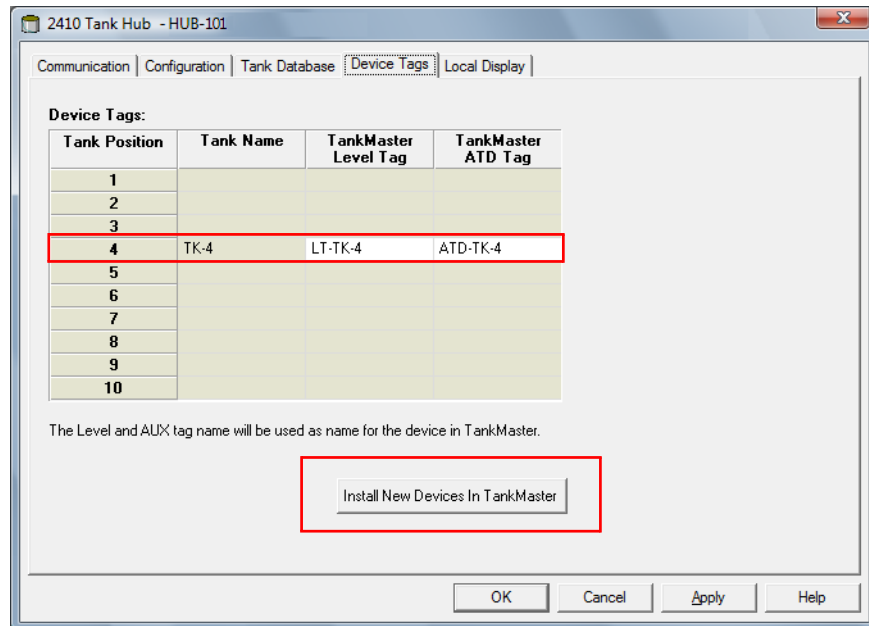 2410 Tank Hub - HUB-101
Communication Configuration Tank Database Device Tags Local Display
Device Tags:
Tank Position Tank Name TankMaster Level Tag TankMaster ATD Tag
1
2
3
4 TK-4 LT-TK-4 ATD-TK-4
5
6
7
8
9
10
The Level and AUX tag name will be used as name for the device in TankMaster.
Install New Devices In TankMaster
OK Cancel Apply Help